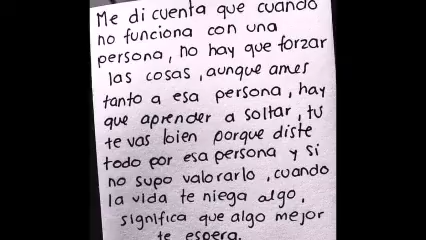 Me di cuenta que cuando
no funciona con una
persona, no hay que forzar
las cosas, aunque ames
tanto a esa persona, hay
que aprender a soltar, tu
te vas bien porque diste
todo por esa persona y si
no supo valorarlo, cuando
la vida te niega algo,
significa que algo mejor
te espera.